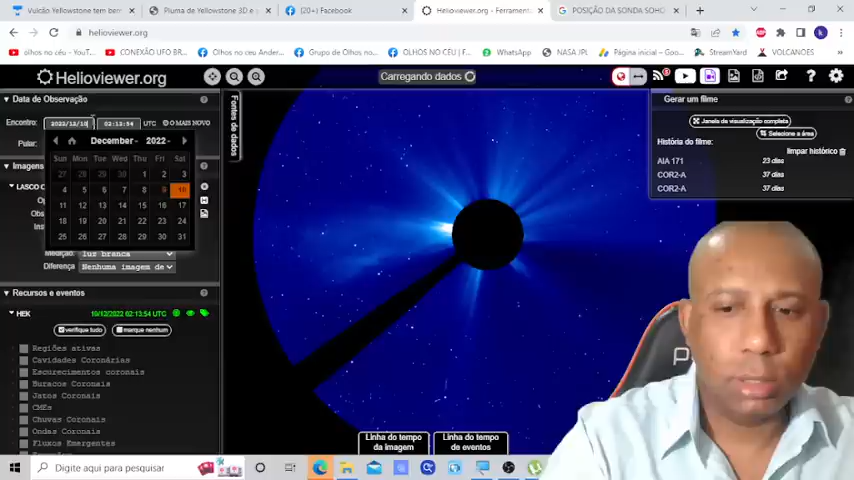 Vulcão Yellowstone tem bem
Pluma de Yellowstone 3D e
(20+) Facebook
Helioviewer.org - Ferrament
POSIÇÃO DA SONDA SOHO
helioviewer.org
olhos no céu - YouT...
CONEXÃO UFO BR...
Olhos no ceu Anuan...
Grupo de Olhos no...
OLHOS NO CEU | F...
WhatsApp
NASA JPL
Página inicial – Goo...
StreamYard
VOLCANOES
Helioviewer.org
Carregando dados
Data de Observação
Encontro:
2022/12/10
02:13:54
UTC
O MAIS NOVO
Pular:
December
2022
Sun Mon Tue Wed Thu Fri Sat
27 28 29 30 1 2 3
4 5 6 7 8 9 10
11 12 13 14 15 16 17
18 19 20 21 22 23 24
25 26 27 28 29 30 31
Imagens
LASCO C
Medição:
luz branca
Diferença
Nenhuma imagem de
Recursos e eventos
HEK
10/12/2022 02:13:54 UTC
verifique tudo
marque nenhum
Regiões ativas
Cavidades Coronárias
Escurecimentos coronais
Buracos Coronais
Jatos Coronais
CMEs
Chuvas Coronais
Ondas Coronais
Fluxos Emergentes
Fontes de dados
Gerar um filme
Janela de visualização completa
Selecione a área
História do filme:
limpar histórico
AIA 171
23 dias
COR2-A
37 dias
COR2-A
37 dias
Linha do tempo
da imagem
Linha do tempo
de eventos
Digite aqui para pesquisar